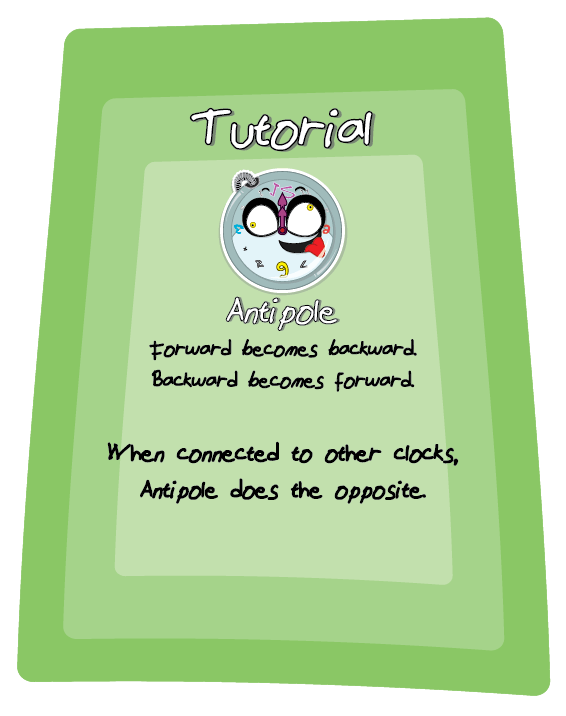 Tutorial
Antipole
Forward becomes backward.
Backward becomes forward.
When connected to other clocks,
Antipole does the opposite.